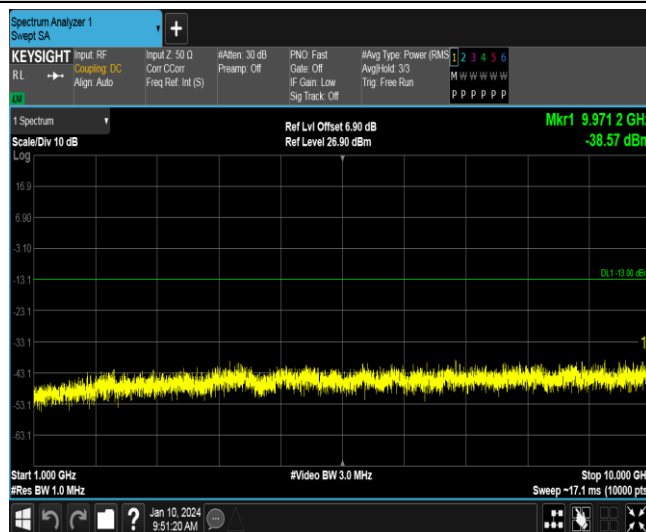 Spectrum Analyzer 1
Swept SA
+
KEYSIGHT Input: RF Input Z: 50 Ω #Atten: 30 dB PNO: Fast #Avg Type: Power (RMS 1 2 3 4 5 6
RL Coupling: DC Corr CCorr Preamp: Off Gate: Off Avg|Hold: 3/3 M W W W W W
Align: Auto Freq Ref: Int (S) IF Gain: Low Trig: Free Run
Sig Track: Off P P P P P P
LXI
1 Spectrum Ref Lvl Offset 6.90 dB Mkr1 9.971 2 GHz
Scale/Div 10 dB Ref Level 26.90 dBm -38.57 dBm
Log
16.9
6.90
-3.10
DL1 -13.00 dBm
-13.1
-23.1
-33.1
1
-43.1
-53.1
-63.1
Start 1.000 GHz #Video BW 3.0 MHz Stop 10.000 GHz
#Res BW 1.0 MHz Sweep ~17.1 ms (10000 pts
? Jan 10, 2024
9:51:20 AM